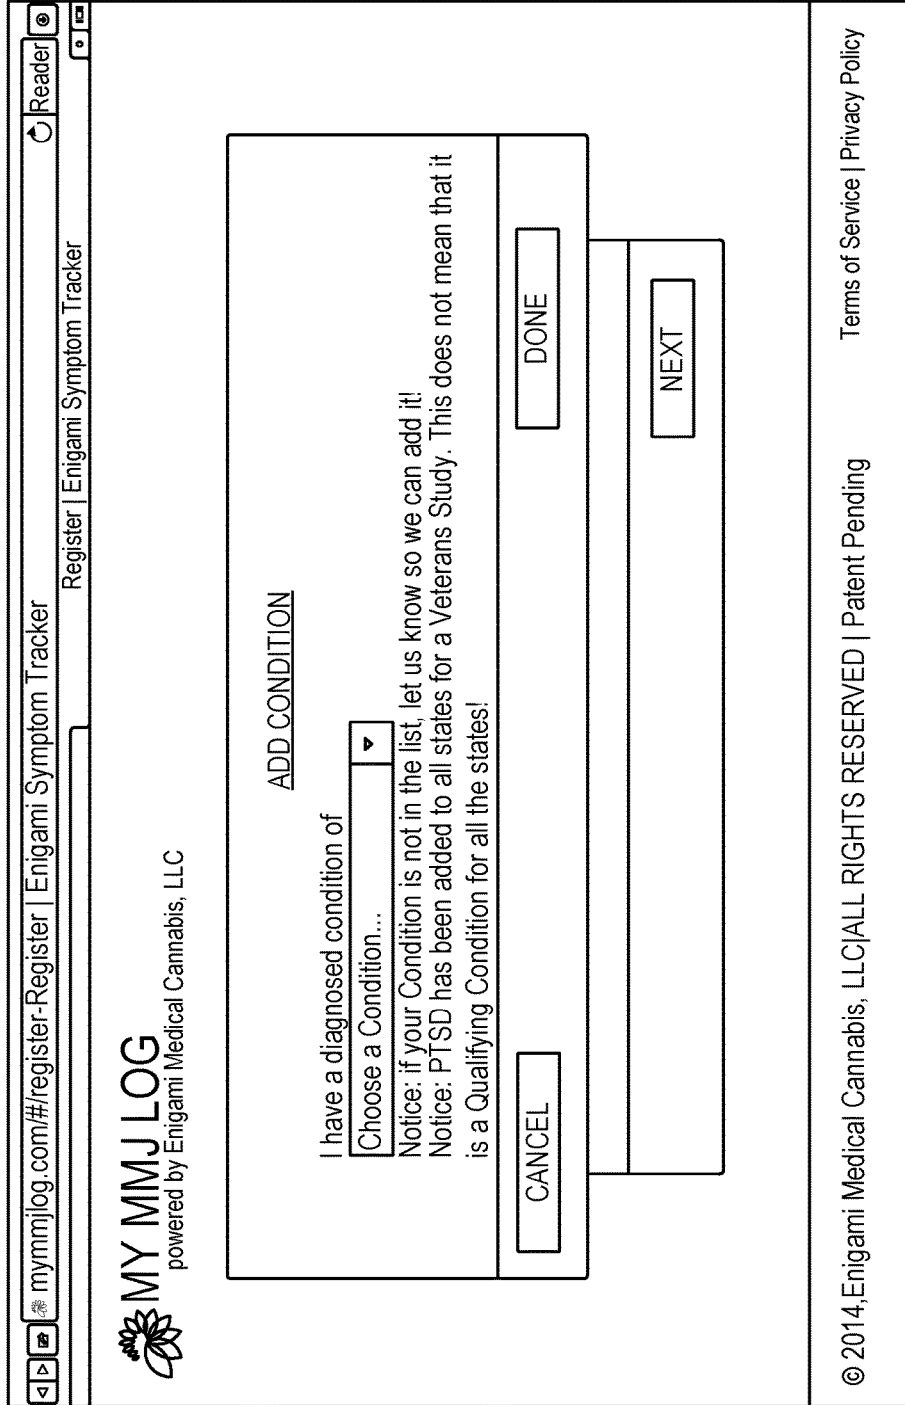 mymmjlog.com/#/register-Register | Enigami Symptom Tracker
Reader
Register | Enigami Symptom Tracker
MY MMJ LOG
powered by Enigami Medical Cannabis, LLC
ADD CONDITION
I have a diagnosed condition of
Choose a Condition...
Notice: if your Condition is not in the list, let us know so we can add it!
Notice: PTSD has been added to all states for a Veterans Study. This does not mean that it
is a Qualifying Condition for all the states!
CANCEL
DONE
NEXT
© 2014,Enigami Medical Cannabis, LLC|ALL RIGHTS RESERVED | Patent Pending
Terms of Service | Privacy Policy